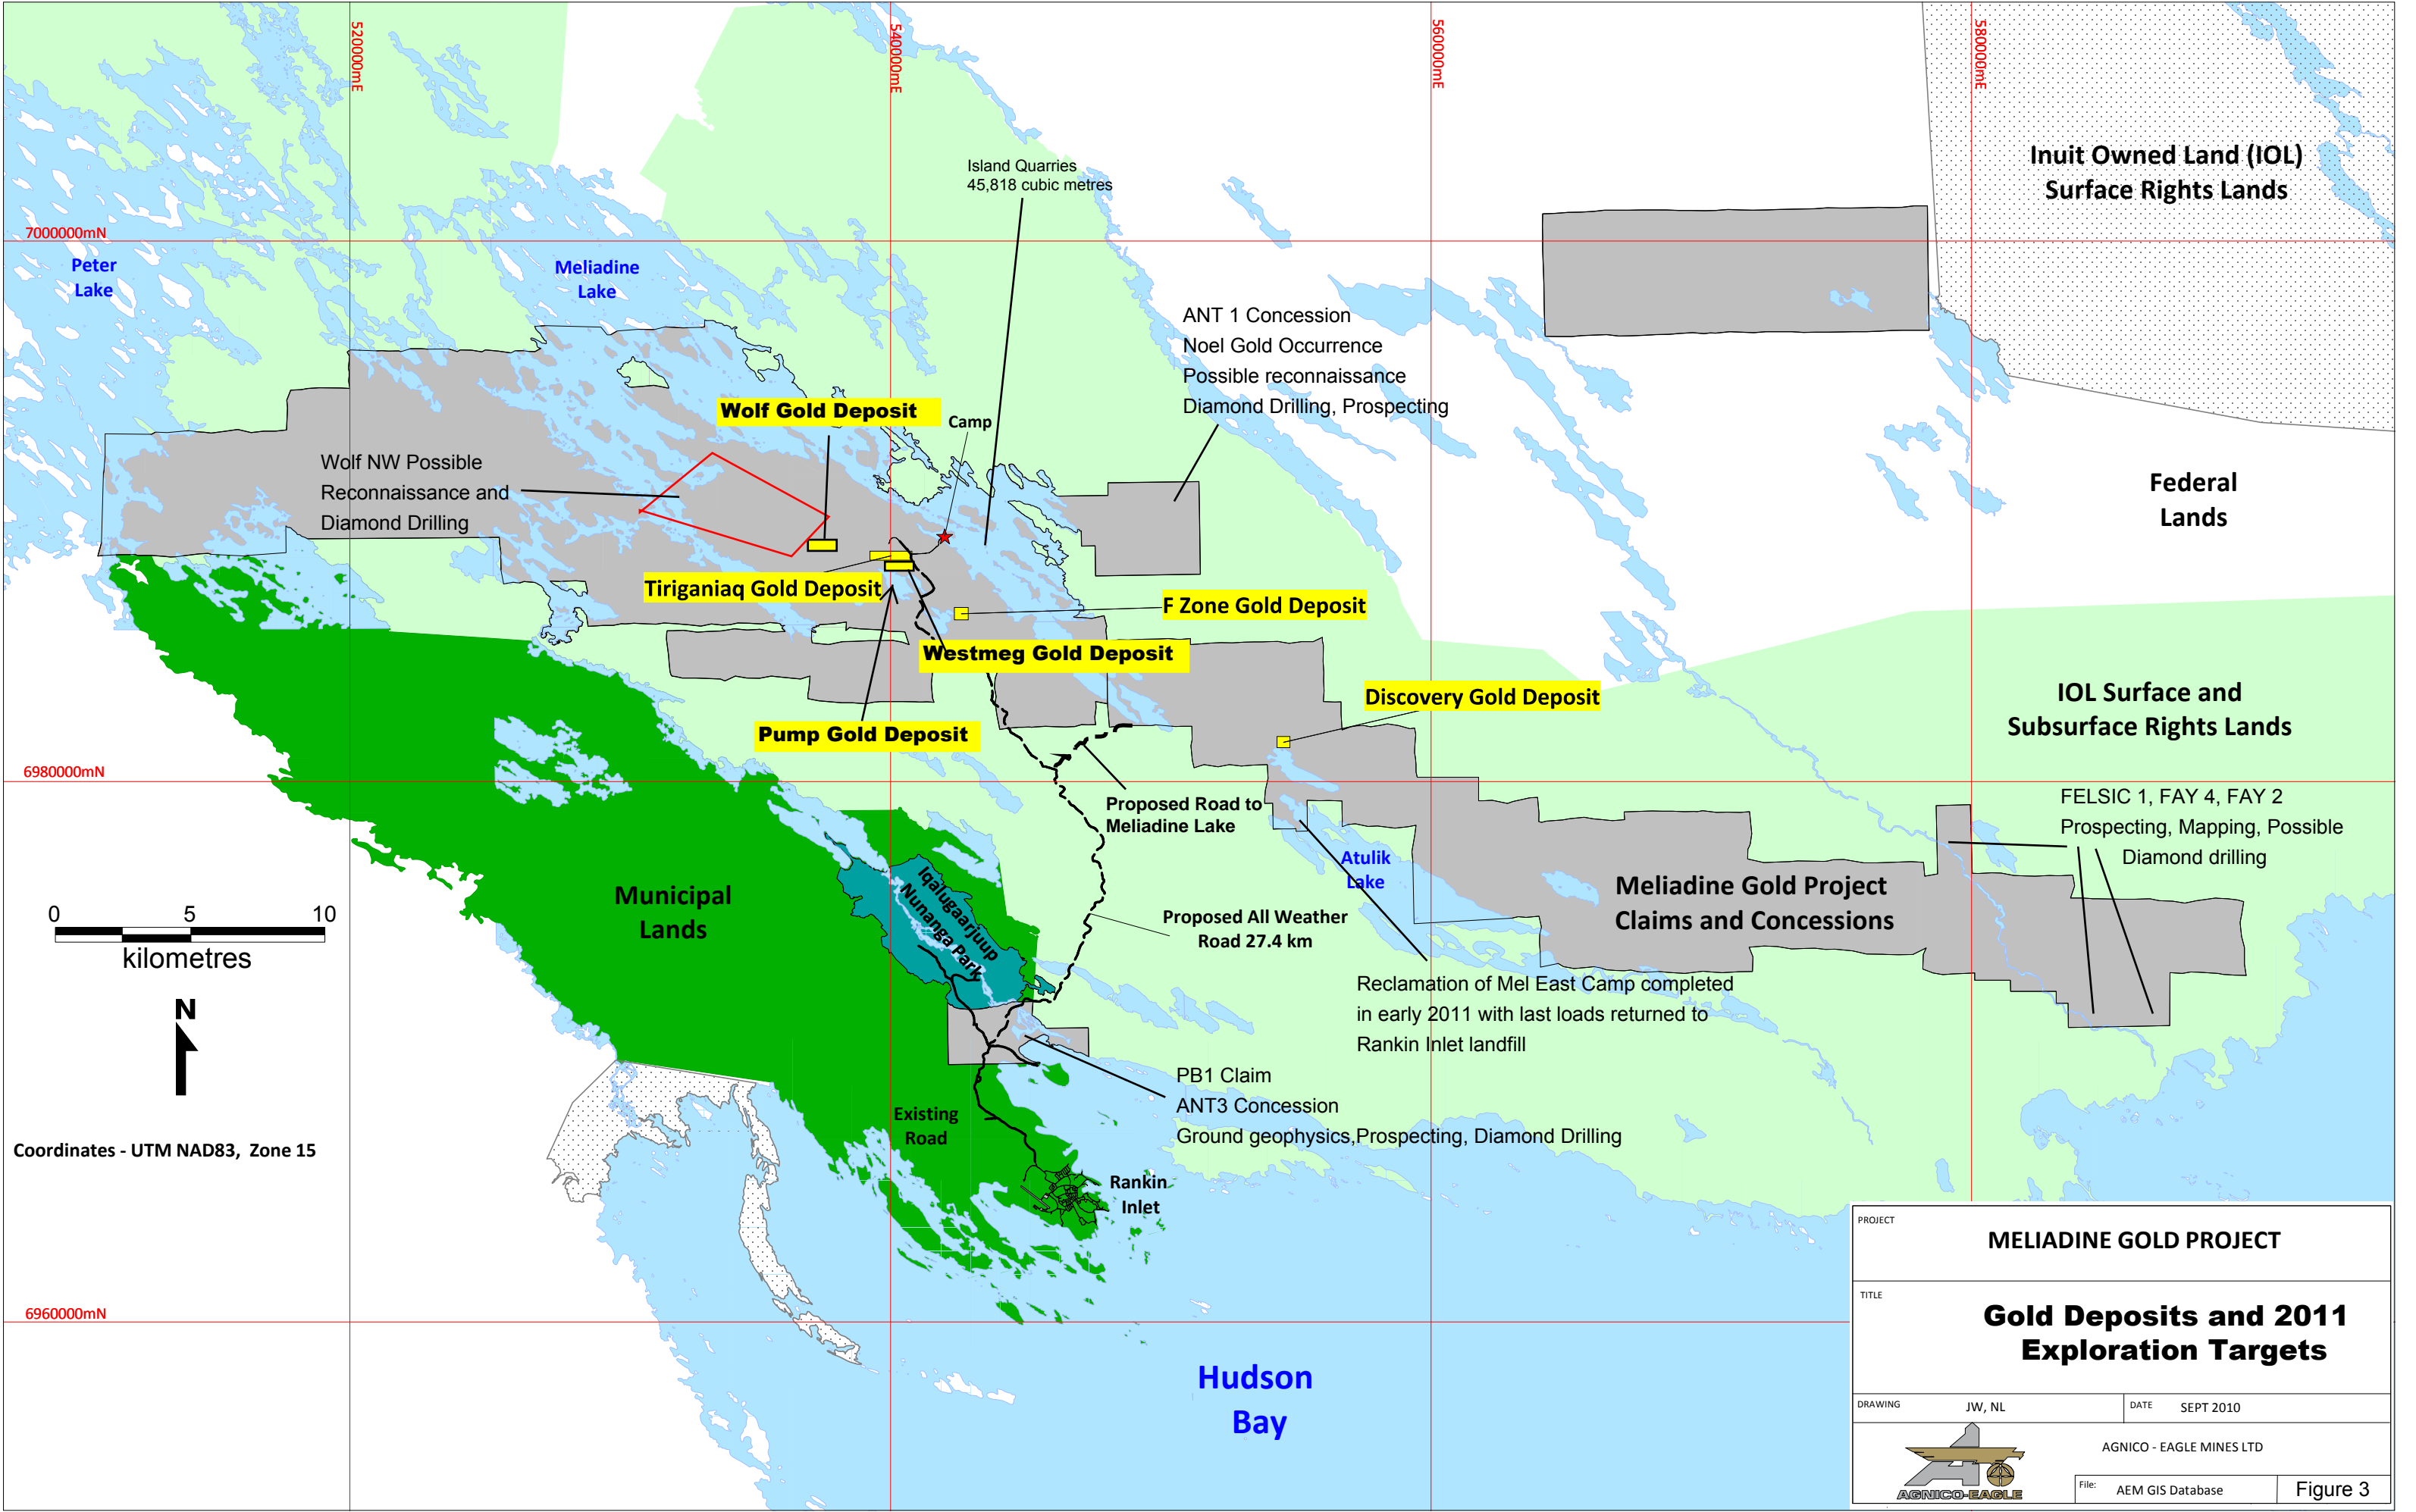 520000mE
540000mE
560000mE
580000mE
7000000mN
6980000mN
6960000mN
Inuit Owned Land (IOL)
Surface Rights Lands
Island Quarries
45,818 cubic metres
Peter
Lake
Meliadine
Lake
ANT 1 Concession
Noel Gold Occurrence
Possible reconnaissance
Diamond Drilling, Prospecting
Wolf Gold Deposit
Camp
Wolf NW Possible
Reconnaissance and
Diamond Drilling
Federal
Lands
Tiriganiaq Gold Deposit
F Zone Gold Deposit
Westmeg Gold Deposit
Discovery Gold Deposit
Pump Gold Deposit
IOL Surface and
Subsurface Rights Lands
Proposed Road to
Meliadine Lake
FELSIC 1, FAY 4, FAY 2
Prospecting, Mapping, Possible
Diamond drilling
Atulik
Lake
Municipal
Lands
Iqalugaarjuup
Nunanga Park
Meliadine Gold Project
Claims and Concessions
Proposed All Weather
Road 27.4 km
0 5 10
kilometres
N
Reclamation of Mel East Camp completed
in early 2011 with last loads returned to
Rankin Inlet landfill
PB1 Claim
ANT3 Concession
Ground geophysics,Prospecting, Diamond Drilling
Existing
Road
Coordinates - UTM NAD83, Zone 15
Rankin
Inlet
Hudson
Bay
PROJECT
MELIADINE GOLD PROJECT
TITLE
Gold Deposits and 2011
Exploration Targets
DRAWING JW, NL
DATE SEPT 2010
AGNICO - EAGLE MINES LTD
AGNICO-EAGLE
File: AEM GIS Database
Figure 3